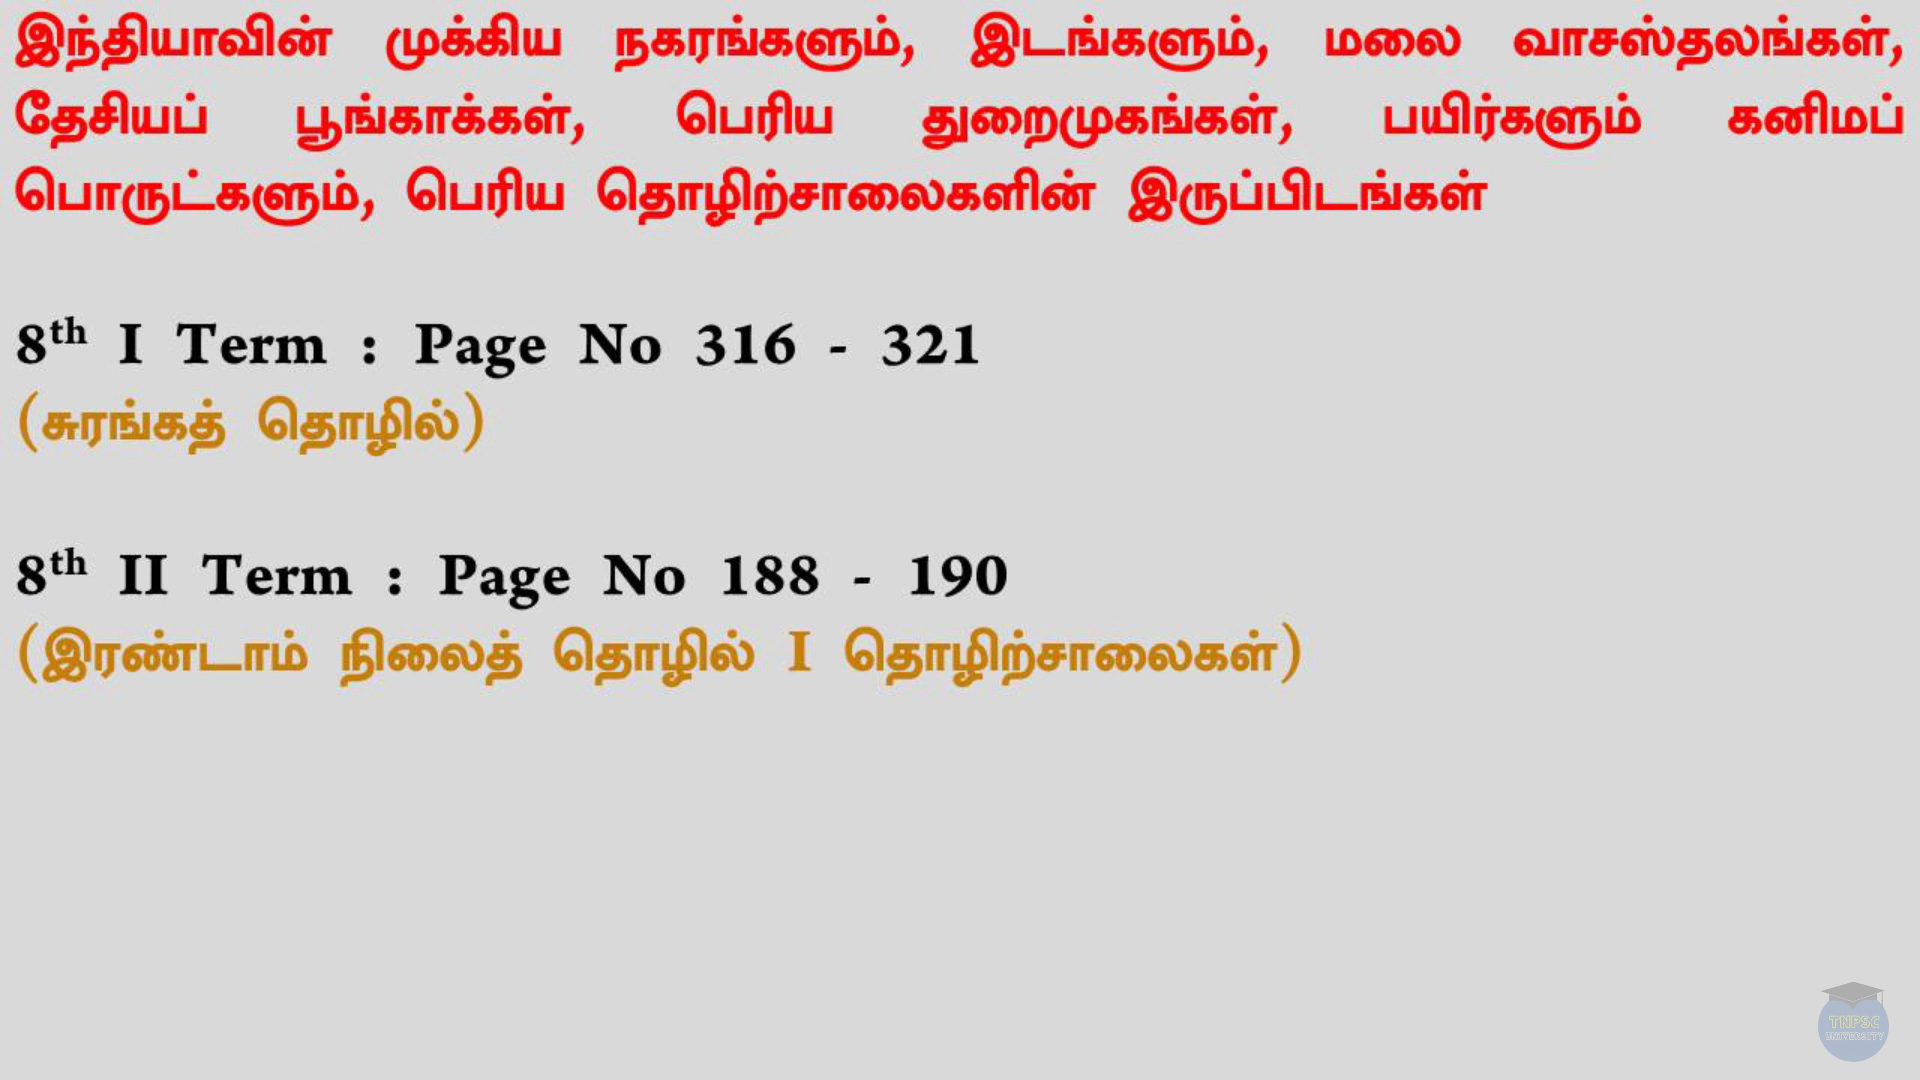 இந்தியாவின் முக்கிய நகரங்களும், இடங்களும், மலை வாசஸ்தலங்கள்,
தேசியப் பூங்காக்கள், பெரிய துறைமுகங்கள், பயிர்களும் கனிமப்
பொருட்களும், பெரிய தொழிற்சாலைகளின் இருப்பிடங்கள்
8th I Term : Page No 316 - 321
(சுரங்கத் தொழில்)
8th II Term : Page No 188 - 190
(இரண்டாம் நிலைத் தொழில் I தொழிற்சாலைகள்)
TNPSC
UNIVERSITY